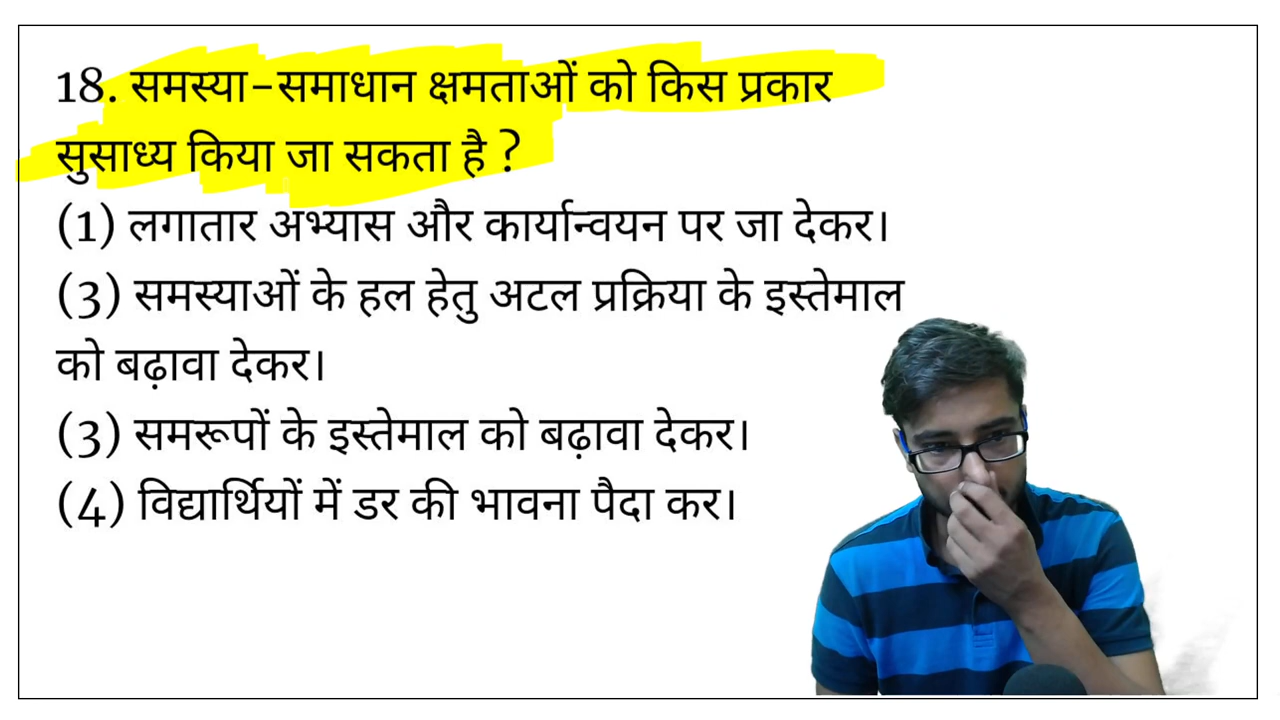 18. समस्या-समाधान क्षमताओं को किस प्रकार
सुसाध्य किया जा सकता है ?
(1) लगातार अभ्यास और कार्यान्वयन पर जा देकर।
(3) समस्याओं के हल हेतु अटल प्रक्रिया के इस्तेमाल
को बढ़ावा देकर।
(3) समरूपों के इस्तेमाल को बढ़ावा देकर।
(4) विद्यार्थियों में डर की भावना पैदा कर।